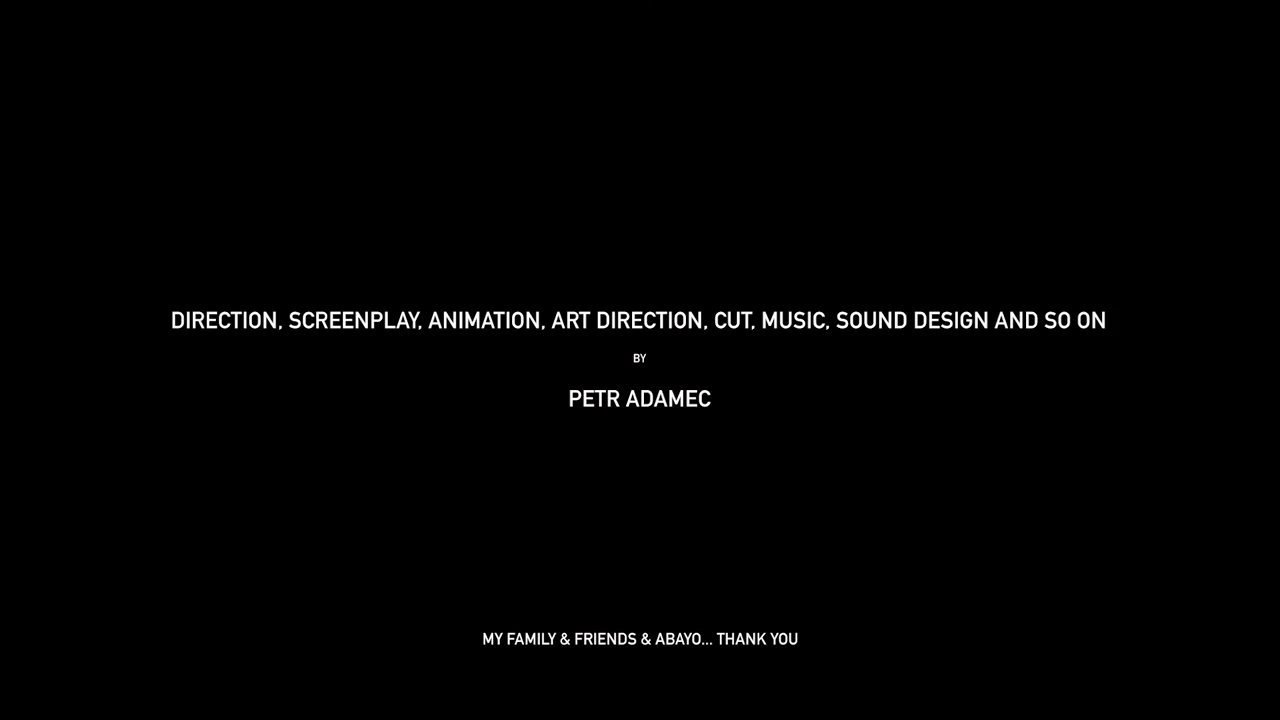 DIRECTION, SCREENPLAY, ANIMATION, ART DIRECTION, CUT, MUSIC, SOUND DESIGN AND SO ON
BY
PETR ADAMEC
MY FAMILY & FRIENDS & ABAYO... THANK YOU